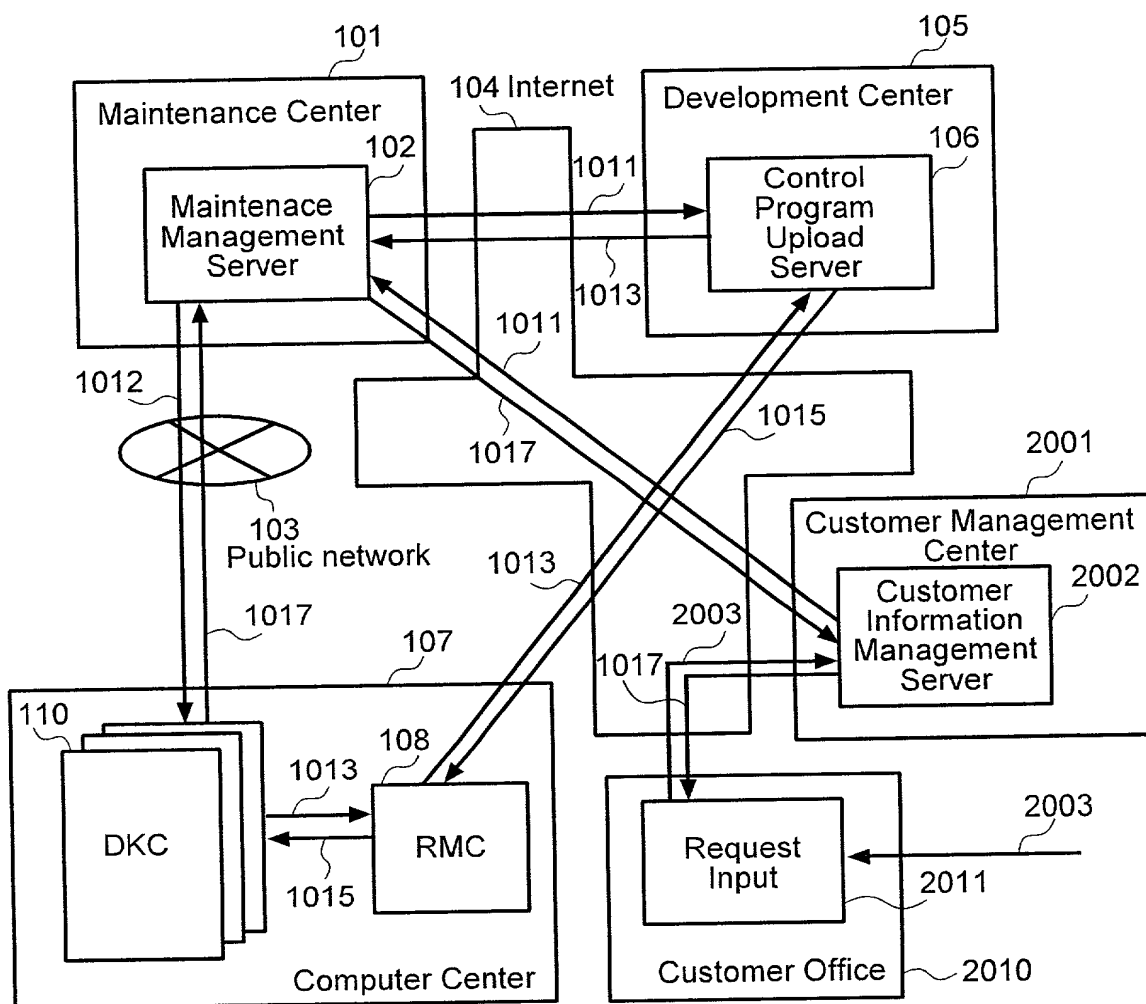 101
Maintenance Center
102
Maintenace
Management
Server
104 Internet
105
Development Center
106
Control
Program
Upload
Server
1011
1013
1011
1017
1012
103
Public network
1017
1015
1013
2001
Customer Management
Center
2002
Customer
Information
Management
Server
2003
1017
107
110
DKC
1013
1015
108
RMC
Computer Center
Request
Input
2003
2011
Customer Office
2010